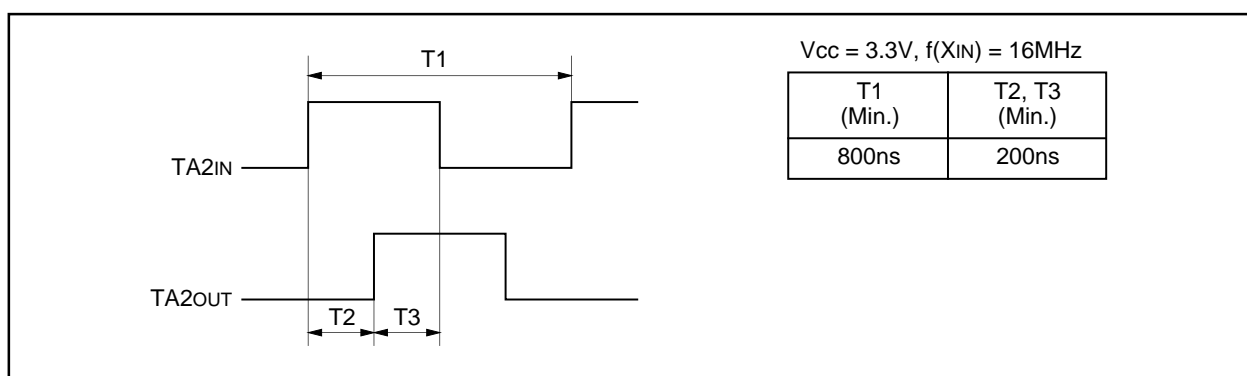 T1
TA2IN
TA2OUT
T2 T3
Vcc = 3.3V, f(XIN) = 16MHz
T1 T2, T3
(Min.) (Min.)
800ns 200ns